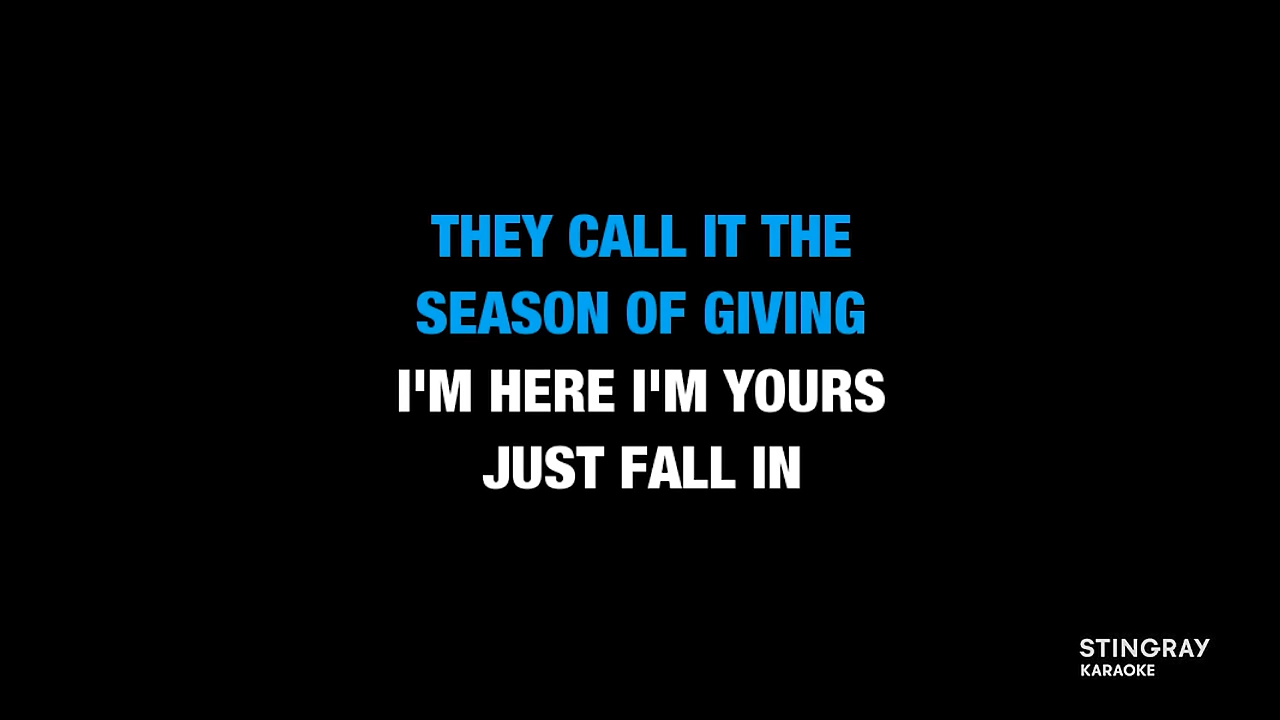 THEY CALL IT THE
SEASON OF GIVING
I'M HERE I'M YOURS
JUST FALL IN
STINGRAY
KARAOKE